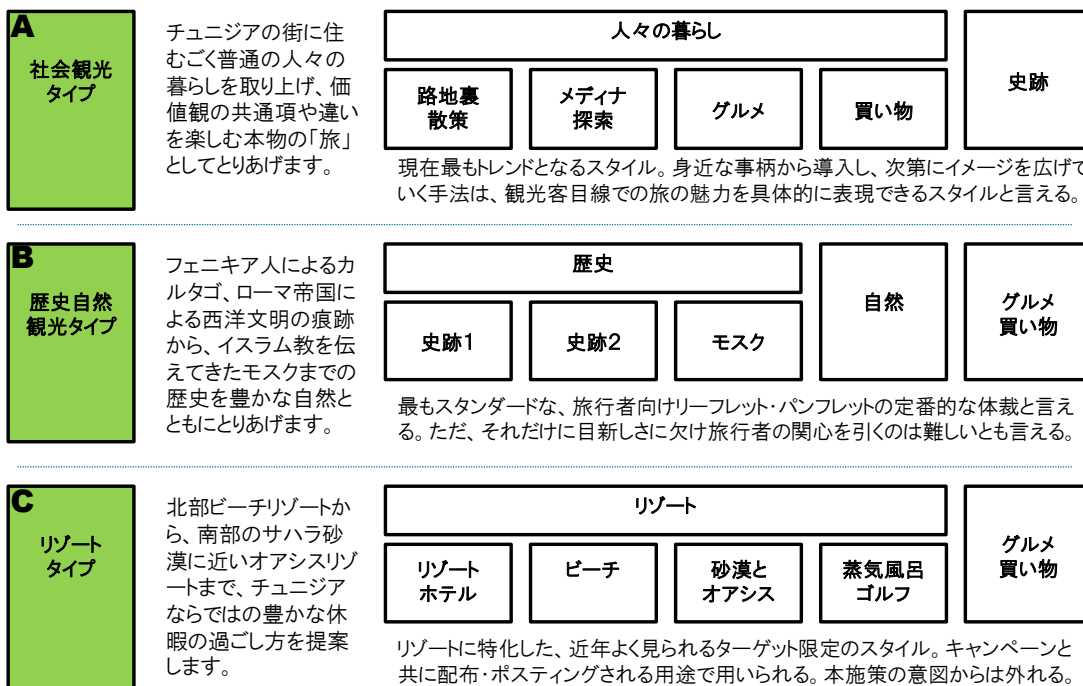 A
社会観光
タイプ
チュニジアの街に住
むごく普通の人々の
暮らしを取り上げ、価
値観の共通項や違い
を楽しむ本物の「旅」
としてとりあげます。
人々の暮らし
路地裏
散策
メディナ
探索
グルメ
買い物
史跡
現在最もトレンドとなるスタイル。身近な事柄から導入し、次第にイメージを広げて
いく手法は、観光客目線での旅の魅力を具体的に表現できるスタイルと言える。
B
歴史自然
観光タイプ
フェニキア人によるカ
ルタゴ、ローマ帝国に
よる西洋文明の痕跡
から、イスラム教を伝
えてきたモスクまでの
歴史を豊かな自然と
ともにとりあげます。
歴史
史跡1
史跡2
モスク
自然
グルメ
買い物
最もスタンダードな、旅行者向けリーフレット・パンフレットの定番的な体裁と言え
る。ただ、それだけに目新しさに欠け旅行者の関心を引くのは難しいとも言える。
C
リゾート
タイプ
北部ビーチリゾートか
ら、南部のサハラ砂
漠に近いオアシスリゾ
ートまで、チュニジア
ならではの豊かな休
暇の過ごし方を提案
します。
リゾート
リゾート
ホテル
ビーチ
砂漠と
オアシス
蒸気風呂
ゴルフ
グルメ
買い物
リゾートに特化した、近年よく見られるターゲット限定のスタイル。キャンペーンと
共に配布・ポスティングされる用途で用いられる。本施策の意図からは外れる。